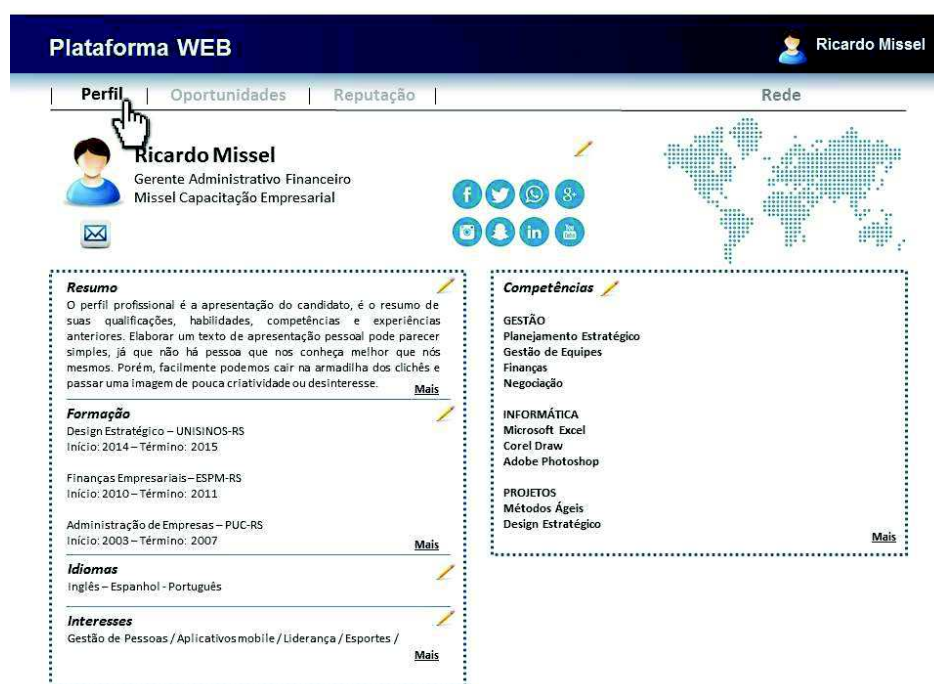 Plataforma WEB
Ricardo Missel
Perfil | Oportunidades | Reputação |
Rede
Ricardo Missel
Gerente Administrativo Financeiro
Missel Capacitação Empresarial
Resumo
O perfil profissional é a apresentação do candidato, é o resumo de
suas qualificações, habilidades, competências e experiências
anteriores. Elaborar um texto de apresentação pessoal pode parecer
simples, já que não há pessoa que nos conheça melhor que nós
mesmos. Porém, facilmente podemos cair na armadilha dos clichês e
passar uma imagem de pouca criatividade ou desinteresse.
Mais
Formação
Design Estratégico – UNISINOS-RS
Início: 2014 – Término: 2015
Finanças Empresariais – ESPM-RS
Início: 2010 – Término: 2011
Administração de Empresas – PUC-RS
Início: 2003 – Término: 2007
Mais
Idiomas
Inglês – Espanhol - Português
Interesses
Gestão de Pessoas / Aplicativos mobile / Liderança / Esportes /
Mais
Competências
GESTÃO
Planejamento Estratégico
Gestão de Equipes
Finanças
Negociação
INFORMÁTICA
Microsoft Excel
Corel Draw
Adobe Photoshop
PROJETOS
Métodos Ágeis
Design Estratégico
Mais